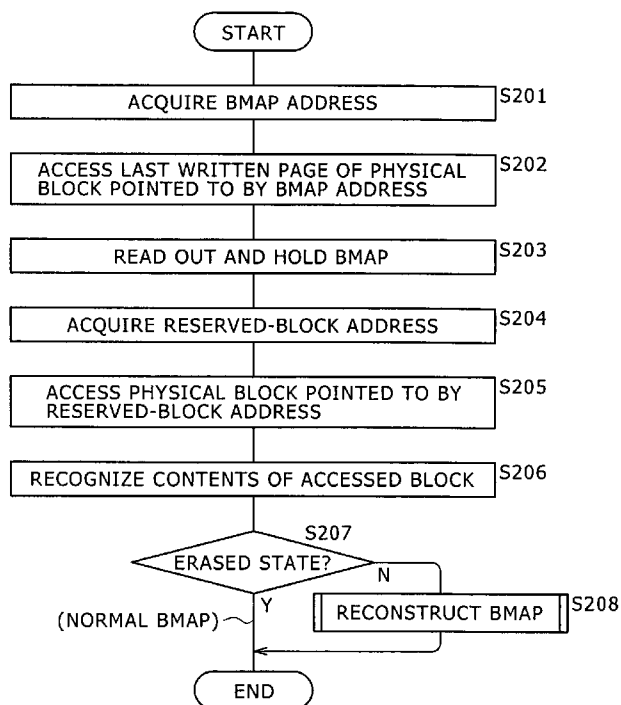 START
ACQUIRE BMAP ADDRESS
S201
ACCESS LAST WRITTEN PAGE OF PHYSICAL
BLOCK POINTED TO BY BMAP ADDRESS
S202
READ OUT AND HOLD BMAP
S203
ACQUIRE RESERVED-BLOCK ADDRESS
S204
ACCESS PHYSICAL BLOCK POINTED TO BY
RESERVED-BLOCK ADDRESS
S205
RECOGNIZE CONTENTS OF ACCESSED BLOCK
S206
S207
ERASED STATE?
N
Y
(NORMAL BMAP)
RECONSTRUCT BMAP
S208
END